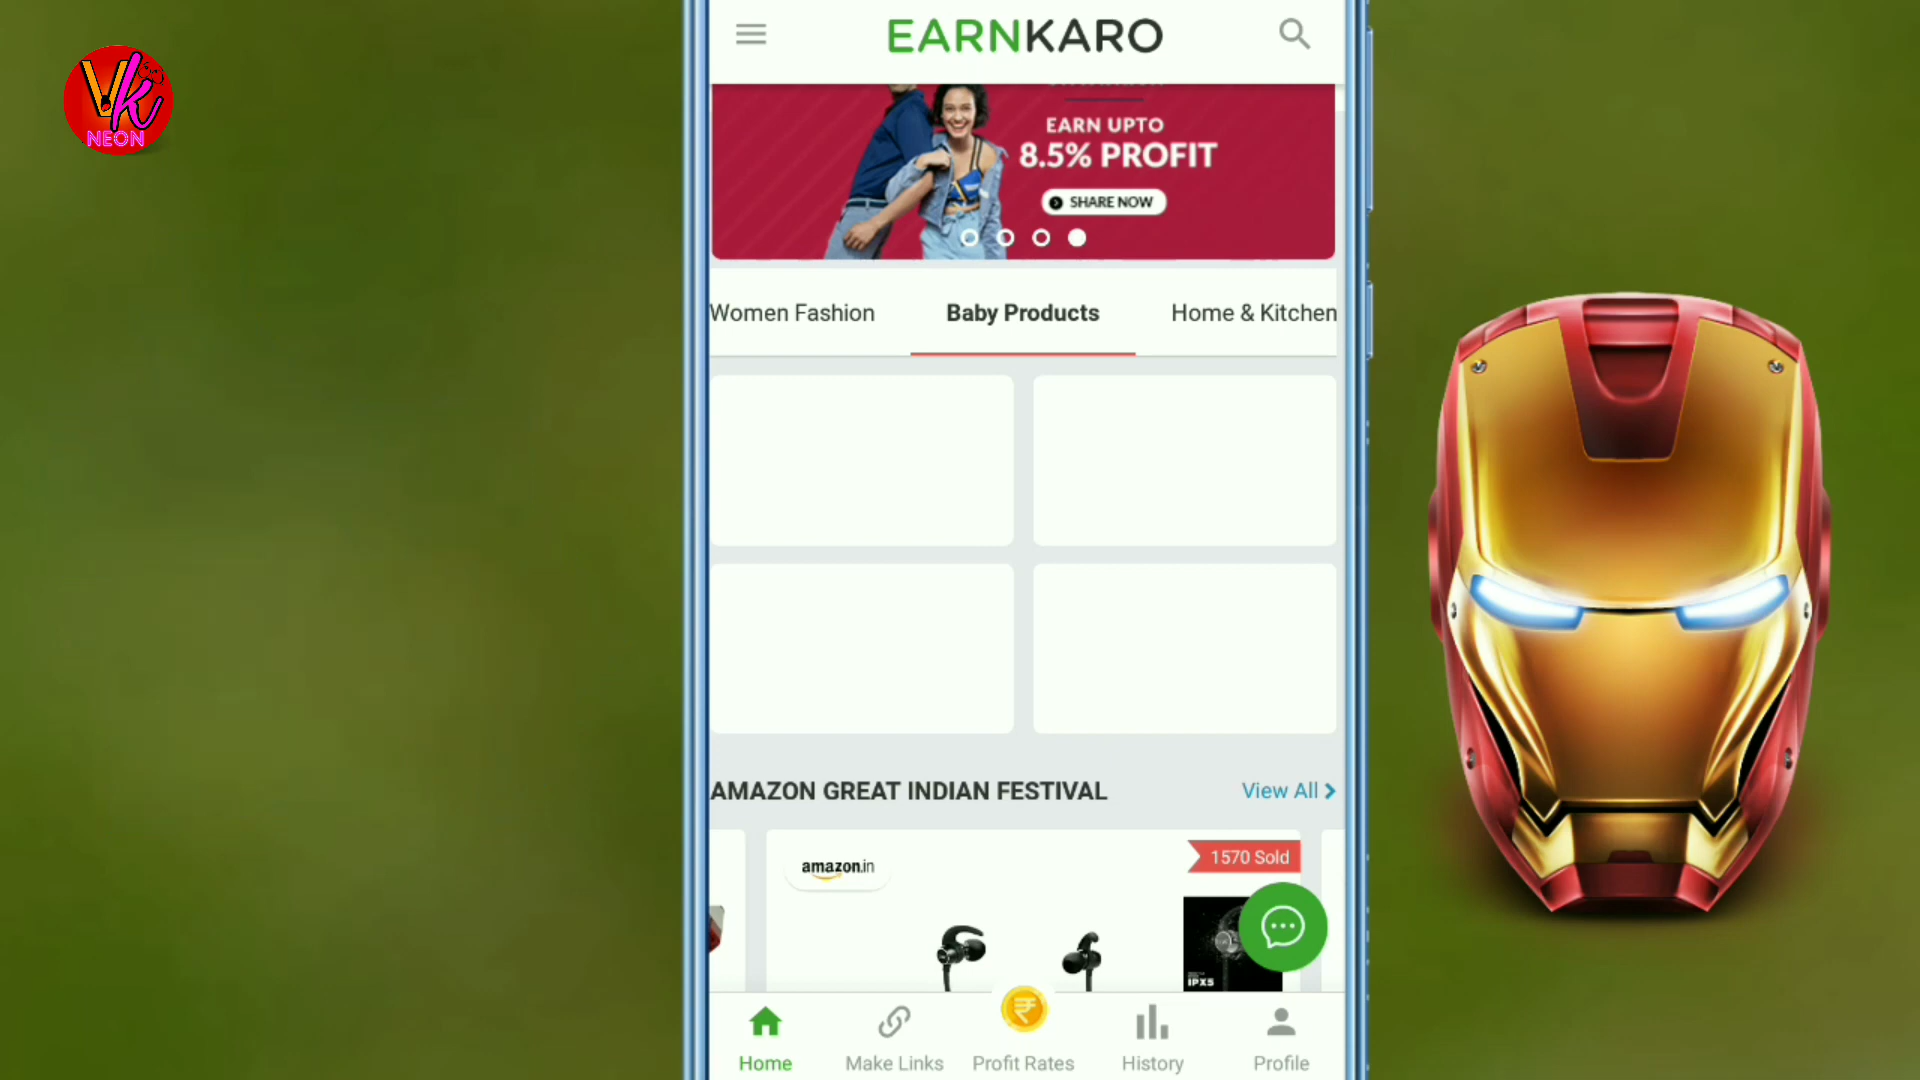 VK
NEON
EARNKARO
EARN UPTO
8.5% PROFIT
SHARE NOW
Women Fashion
Baby Products
Home & Kitchen
AMAZON GREAT INDIAN FESTIVAL
View All
amazon.in
1570 Sold
IPX5
Home
Make Links
Profit Rates
History
Profile